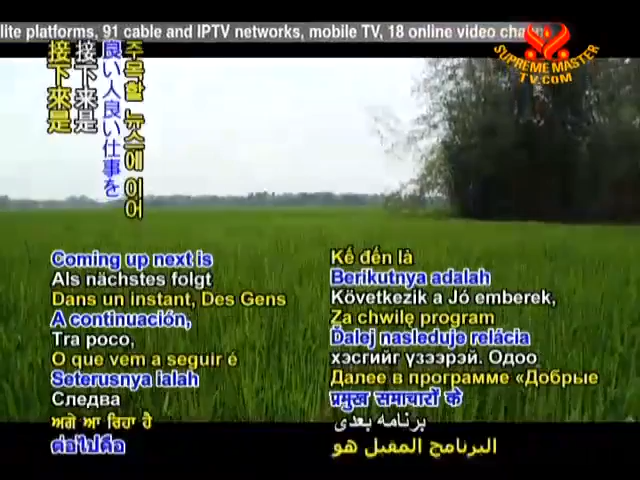 lite platforms, 91 cable and IPTV networks, mobile TV, 18 online video
SUPREME MASTER
TV.COM
接下來是
接下来是
良い人良い仕事を
주목할 뉴스에 이어
Coming up next is
Als nächstes folgt
Dans un instant, Des Gens
A continuación,
Tra poco,
O que vem a seguir é
Seterusnya ialah
Следва
ਅਗੇ ਆ ਰਿਹਾ ਹੈ
ต่อไปคือ
Kế đến là
Berikutnya adalah
Következik a Jó emberek,
Za chwilę program
Ďalej nasleduje relácia
хэсгийг үзээрэй. Одоо
Далее в программе «Добрые
प्रमुख समाचारों के
برنامه بعدی
البرنامج المقبل هو